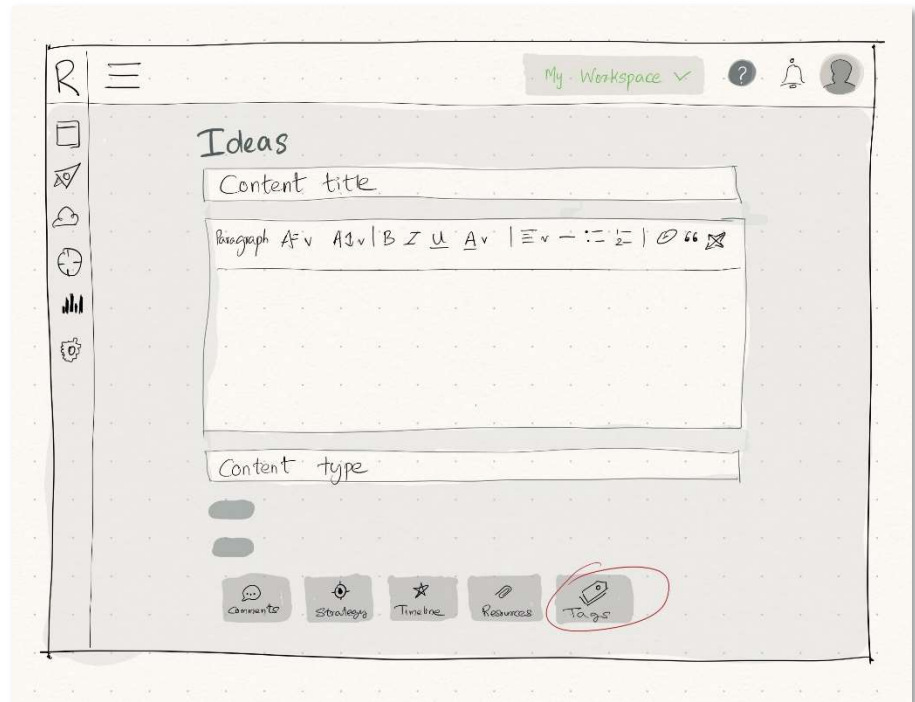 R My Workspace ?
Ideas
Content title
Paragraph A B I U A
Content type
Comments Strategy Timeline Resources Tags